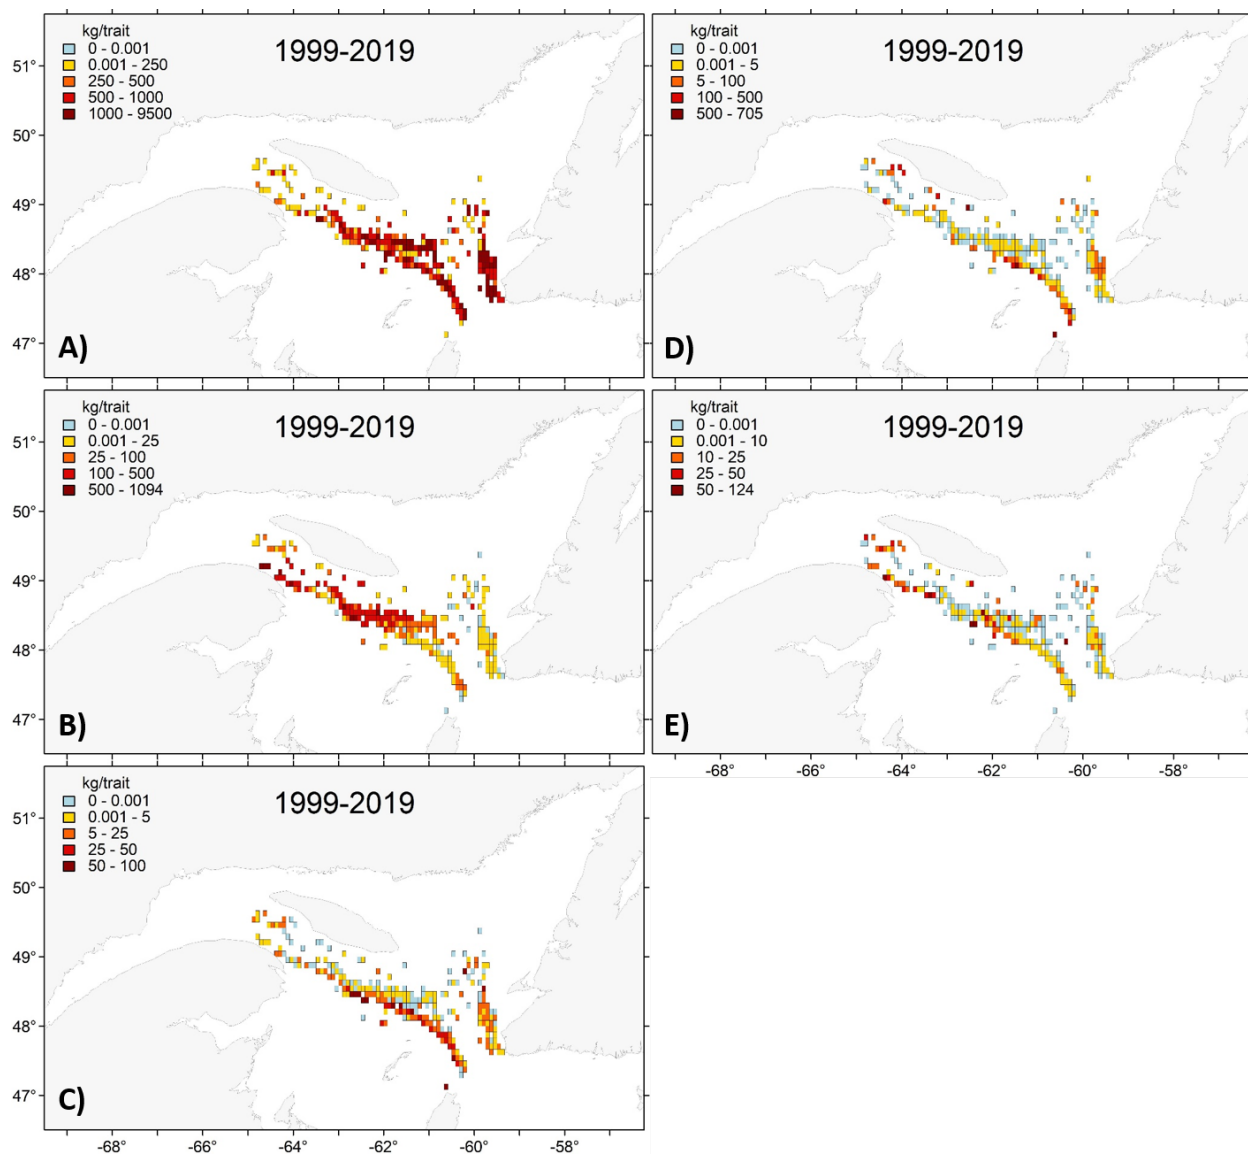 kg/trait
0 - 0.001
0.001 - 250
250 - 500
500 - 1000
1000 - 9500
1999-2019
51°
50°
49°
48°
47°
A)
kg/trait
0 - 0.001
0.001 - 5
5 - 100
100 - 500
500 - 705
1999-2019
D)
kg/trait
0 - 0.001
0.001 - 25
25 - 100
100 - 500
500 - 1094
1999-2019
51°
50°
49°
48°
47°
B)
kg/trait
0 - 0.001
0.001 - 10
10 - 25
25 - 50
50 - 124
1999-2019
E)
-68° -66° -64° -62° -60° -58°
kg/trait
0 - 0.001
0.001 - 5
5 - 25
25 - 50
50 - 100
1999-2019
51°
50°
49°
48°
47°
C)
-68° -66° -64° -62° -60° -58°